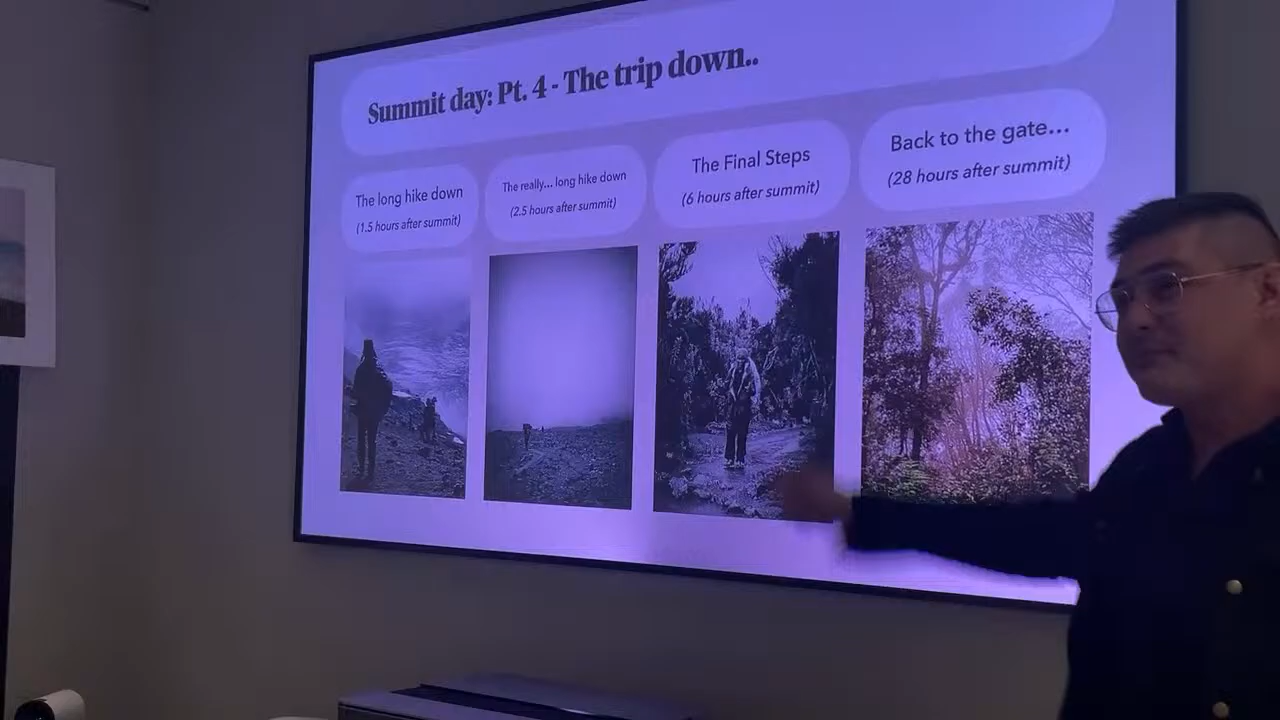 Summit day: Pt. 4 - The trip down..
The long hike down
(1.5 hours after summit)
The really... long hike down
(2.5 hours after summit)
The Final Steps
(6 hours after summit)
Back to the gate...
(28 hours after summit)